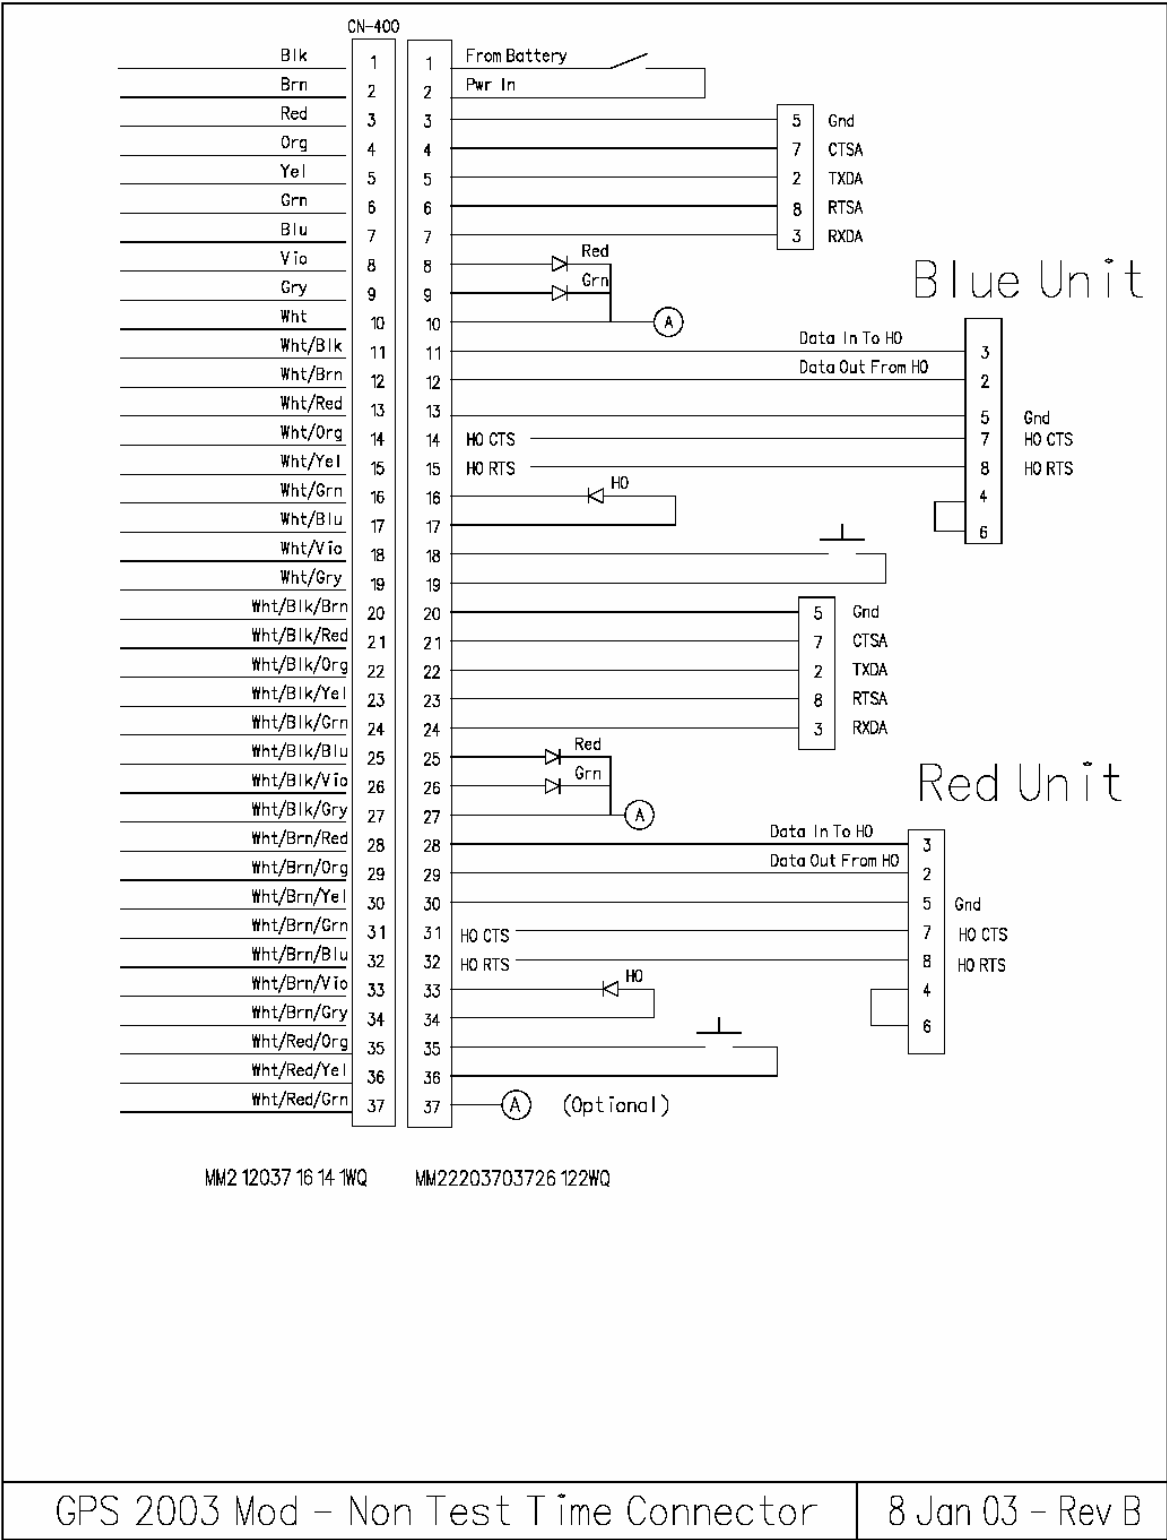 CN-400
Blk 1 1 From Battery
Brn 2 2 Pwr In
Red 3 3 5 Gnd
Org 4 4 7 CTSA
Yel 5 5 2 TXDA
Grn 6 6 8 RTSA
Blu 7 7 3 RXDA
Vio 8 8 Red
Gry 9 9 Grn
Blue Unit
Wht 10 10 A
Wht/Blk 11 11 Data In To HO 3
Wht/Brn 12 12 Data Out From HO 2
Wht/Red 13 13 5 Gnd
Wht/Org 14 14 HO CTS 7 HO CTS
Wht/Yel 15 15 HO RTS 8 HO RTS
Wht/Grn 16 16 HO 4
Wht/Blu 17 17 6
Wht/Vio 18 18
Wht/Gry 19 19
Wht/Blk/Brn 20 20 5 Gnd
Wht/Blk/Red 21 21 7 CTSA
Wht/Blk/Org 22 22 2 TXDA
Wht/Blk/Yel 23 23 8 RTSA
Wht/Blk/Grn 24 24 3 RXDA
Wht/Blk/Blu 25 25 Red
Wht/Blk/Vio 26 26 Grn
Red Unit
Wht/Blk/Gry 27 27 A
Wht/Brn/Red 28 28 Data In To HO 3
Wht/Brn/Org 29 29 Data Out From HO 2
Wht/Brn/Yel 30 30 5 Gnd
Wht/Brn/Grn 31 31 HO CTS 7 HO CTS
Wht/Brn/Blu 32 32 HO RTS 8 HO RTS
Wht/Brn/Vio 33 33 HO 4
Wht/Brn/Gry 34 34 6
Wht/Red/Org 35 35
Wht/Red/Yel 36 36
Wht/Red/Grn 37 37 A (Optional)
MM2 12037 16 14 1WQ MM22203703726 122WQ
GPS 2003 Mod - Non Test Time Connector 8 Jan 03 - Rev B